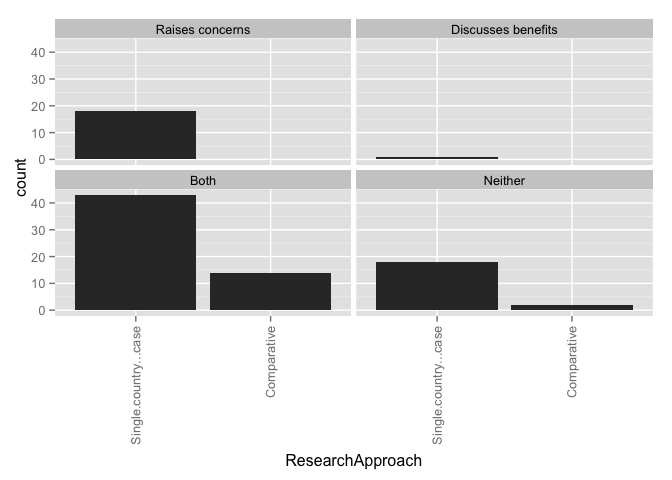 Raises concerns
Discusses benefits
40
30
20
10
0
Both
Neither
40
30
20
10
0
count
Single.country...case
Comparative
Single.country...case
Comparative
ResearchApproach